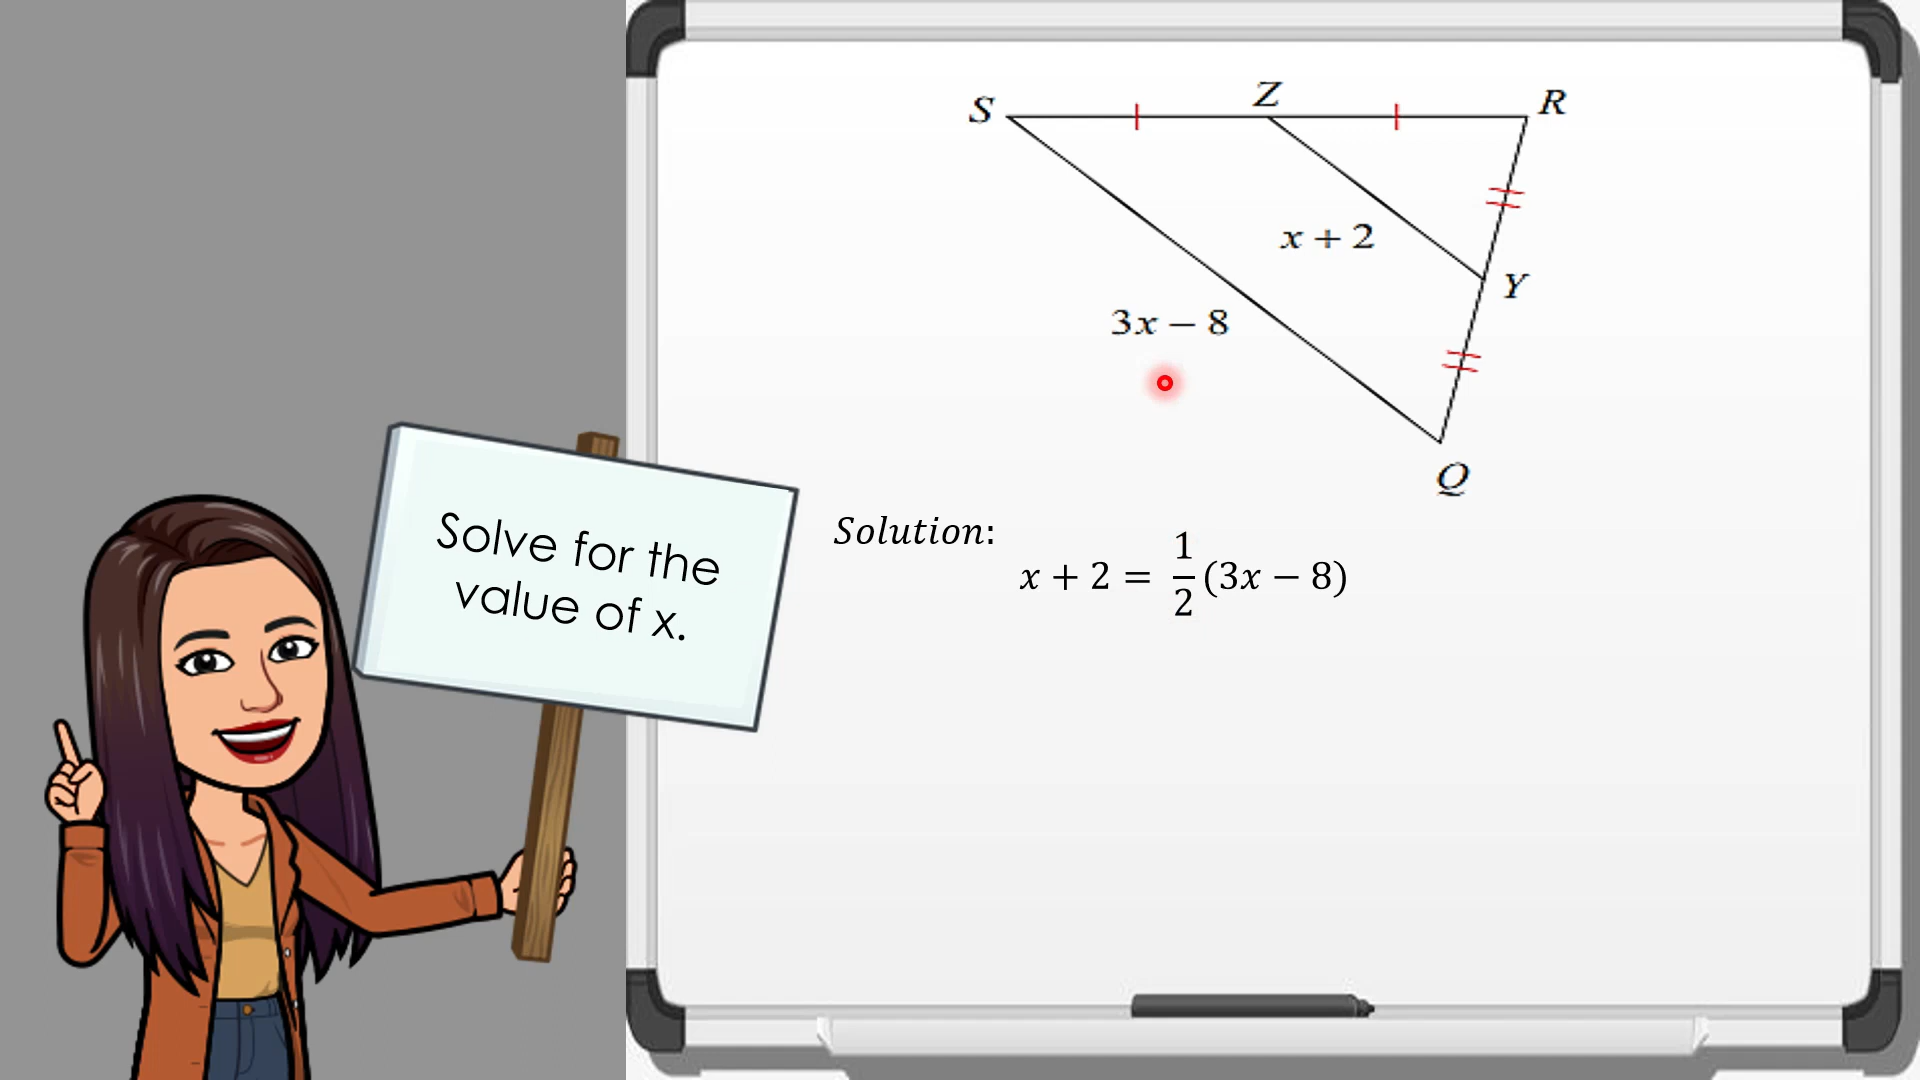 S
Z
R
x + 2
Y
3x − 8
Q
Solve for the
value of x.
Solution:
x + 2 = 1/2 (3x − 8)